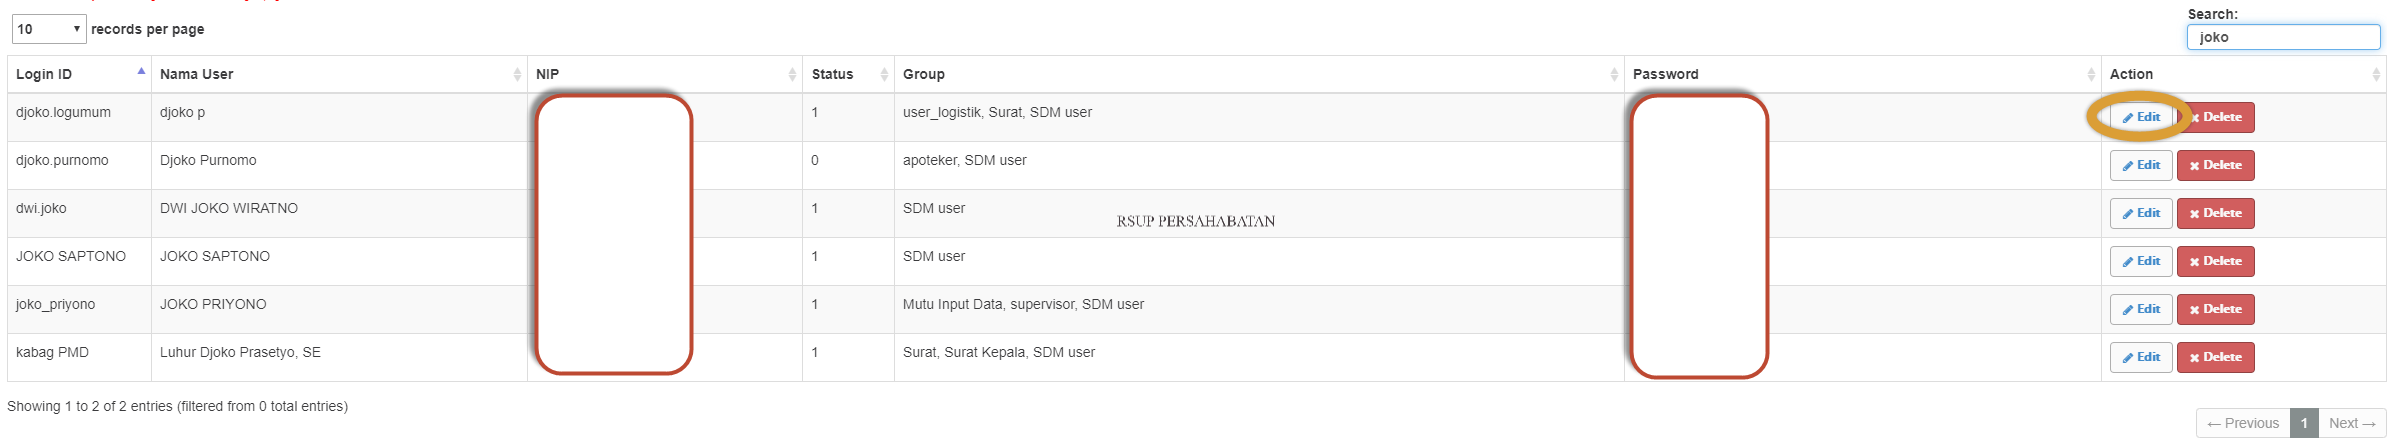 Search:
10 records per page
joko
Login ID Nama User NIP Status Group Password Action
djoko.logumum djoko p 1 user_logistik, Surat, SDM user Edit Delete
djoko.purnomo Djoko Purnomo 0 apoteker, SDM user Edit Delete
dwi.joko DWI JOKO WIRATNO 1 SDM user Edit Delete
RSUP PERSAHABATAN
JOKO SAPTONO JOKO SAPTONO 1 SDM user Edit Delete
joko_priyono JOKO PRIYONO 1 Mutu Input Data, supervisor, SDM user Edit Delete
kabag PMD Luhur Djoko Prasetyo, SE 1 Surat, Surat Kepala, SDM user Edit Delete
Showing 1 to 2 of 2 entries (filtered from 0 total entries)
← Previous 1 Next →